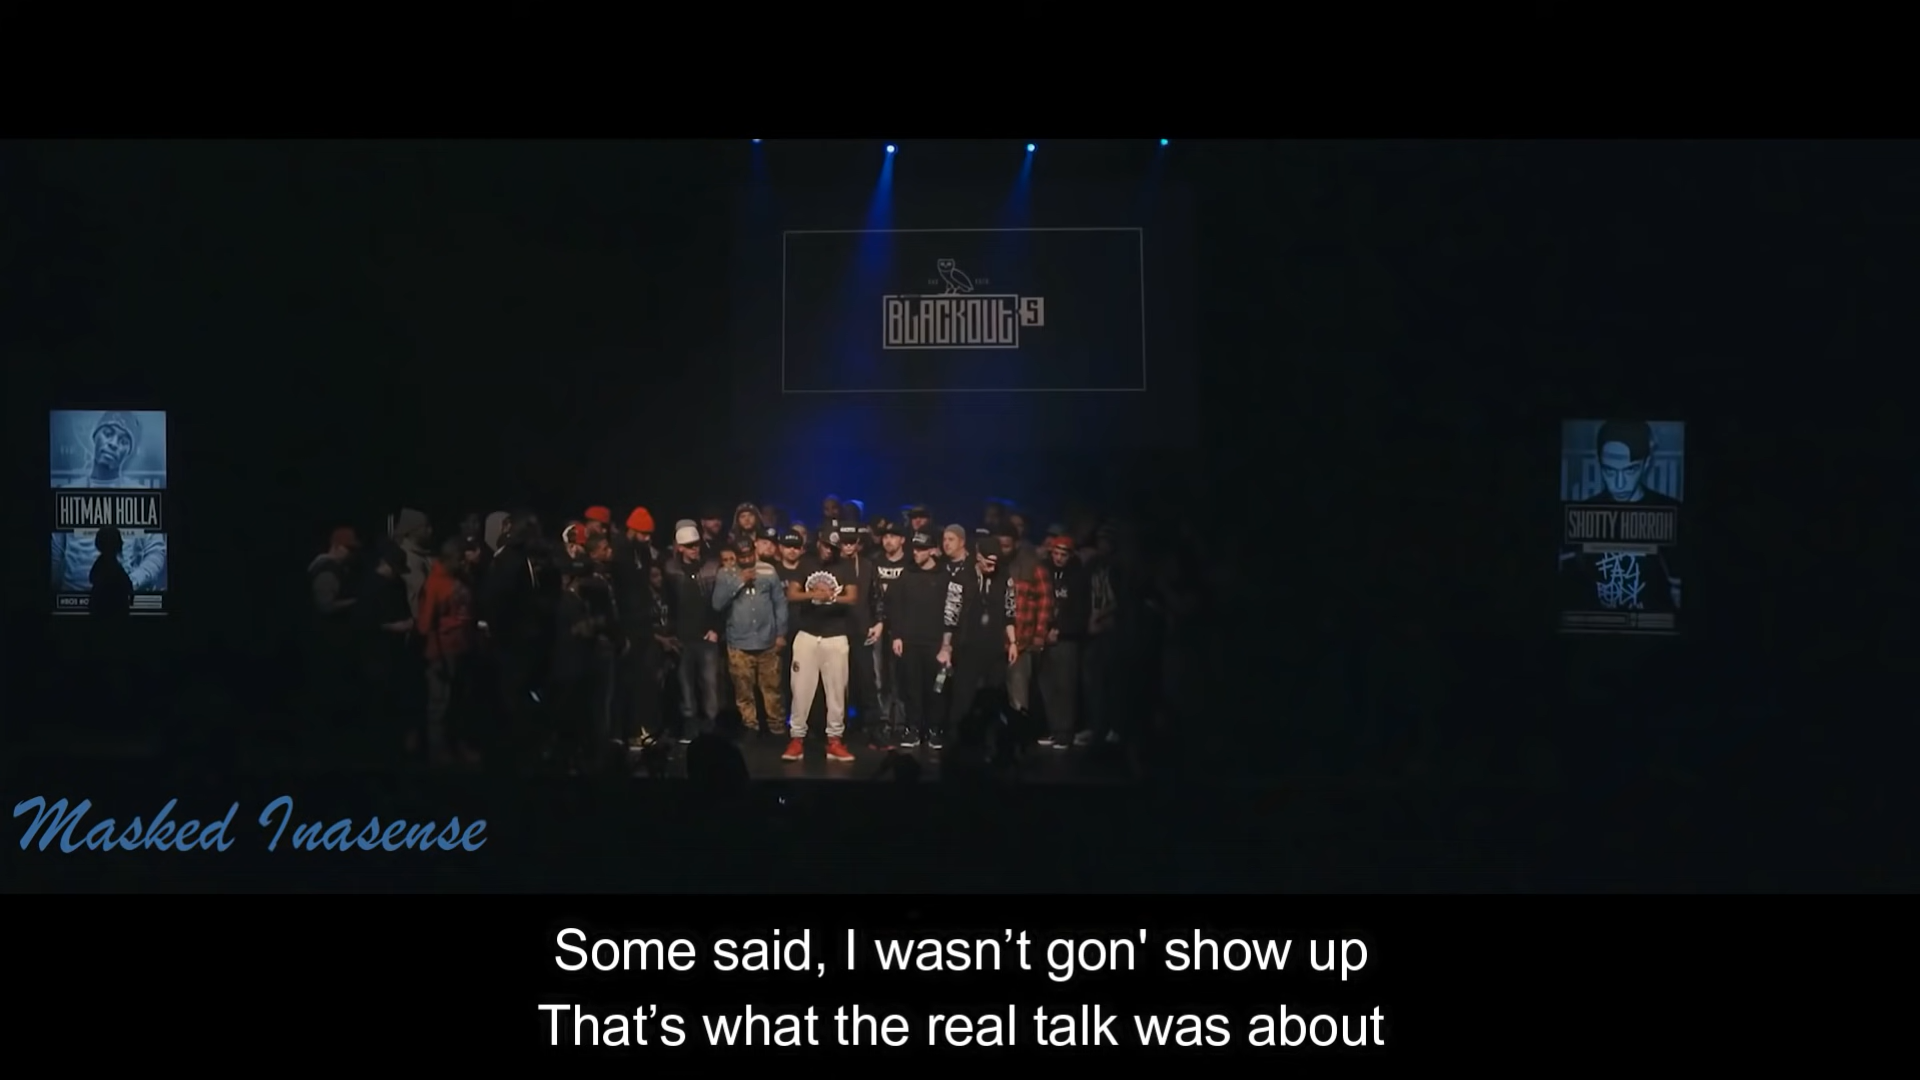 BLACKOUT 5
HITMAN HOLLA
SHOTTY HORROH
Masked Inasense
Some said, I wasn’t gon' show up
That’s what the real talk was about